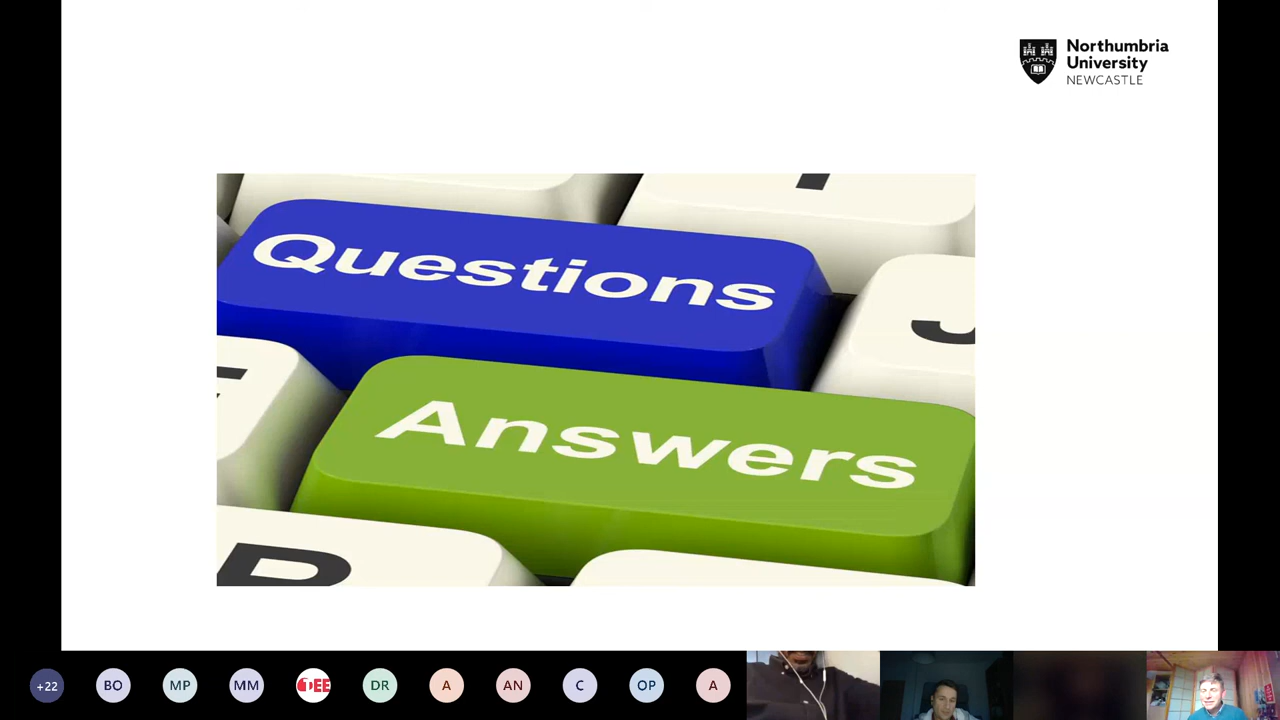 Northumbria
University
NEWCASTLE
Questions
J
Answers
+22
BO
MP
MM
DR
A
AN
C
OP
A